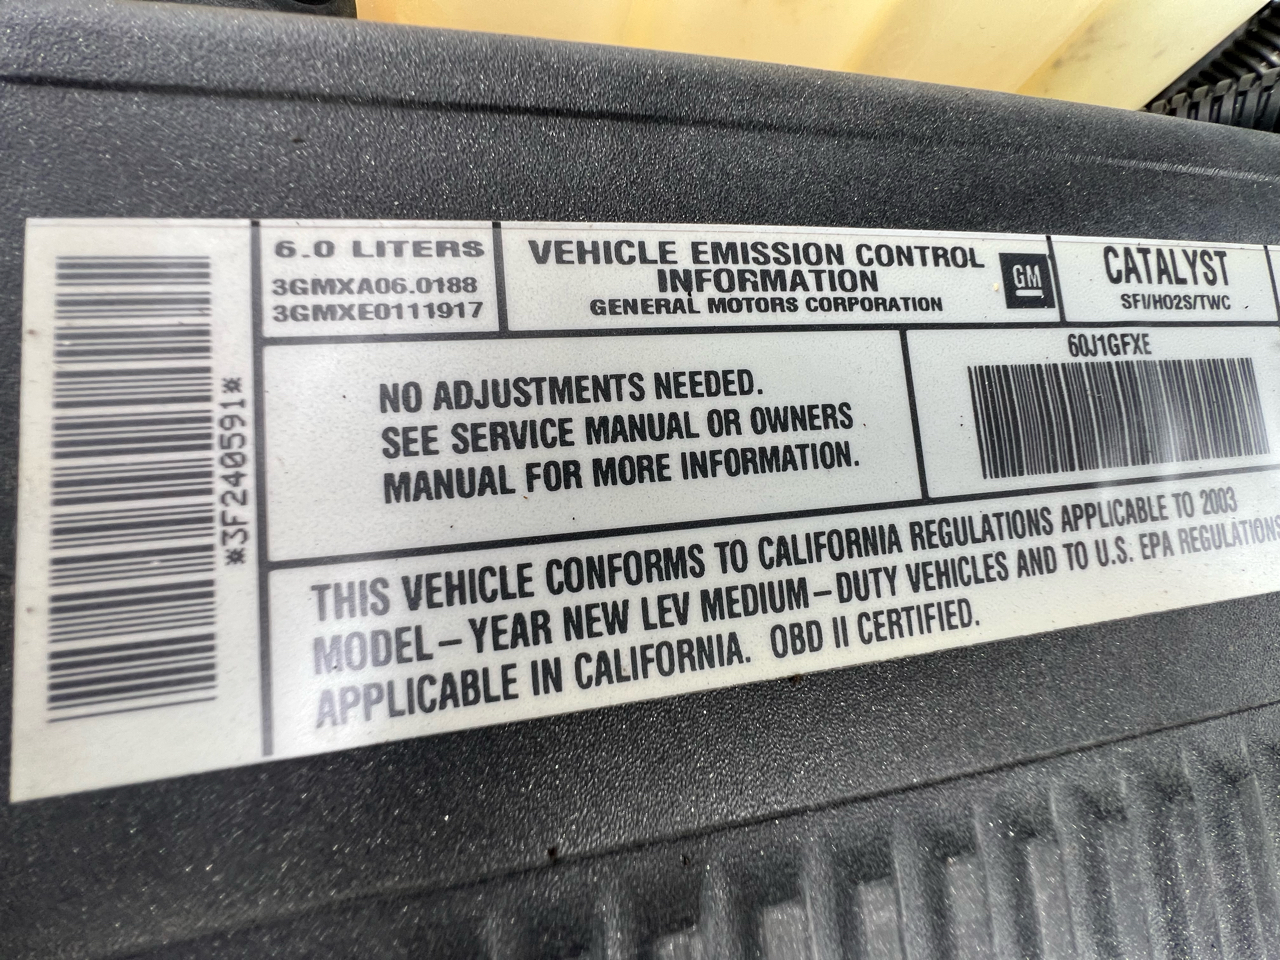 *3F240591*
6.0 LITERS
3GMXA06.0188
3GMXE0111917
VEHICLE EMISSION CONTROL
INFORMATION
GENERAL MOTORS CORPORATION
GM
CATALYST
SFI/HO2S/TWC
NO ADJUSTMENTS NEEDED.
SEE SERVICE MANUAL OR OWNERS
MANUAL FOR MORE INFORMATION.
60J1GFXE
THIS VEHICLE CONFORMS TO CALIFORNIA REGULATIONS APPLICABLE TO 2003
MODEL-YEAR NEW LEV MEDIUM-DUTY VEHICLES AND TO U.S. EPA REGULATIONS
APPLICABLE IN CALIFORNIA. OBD II CERTIFIED.